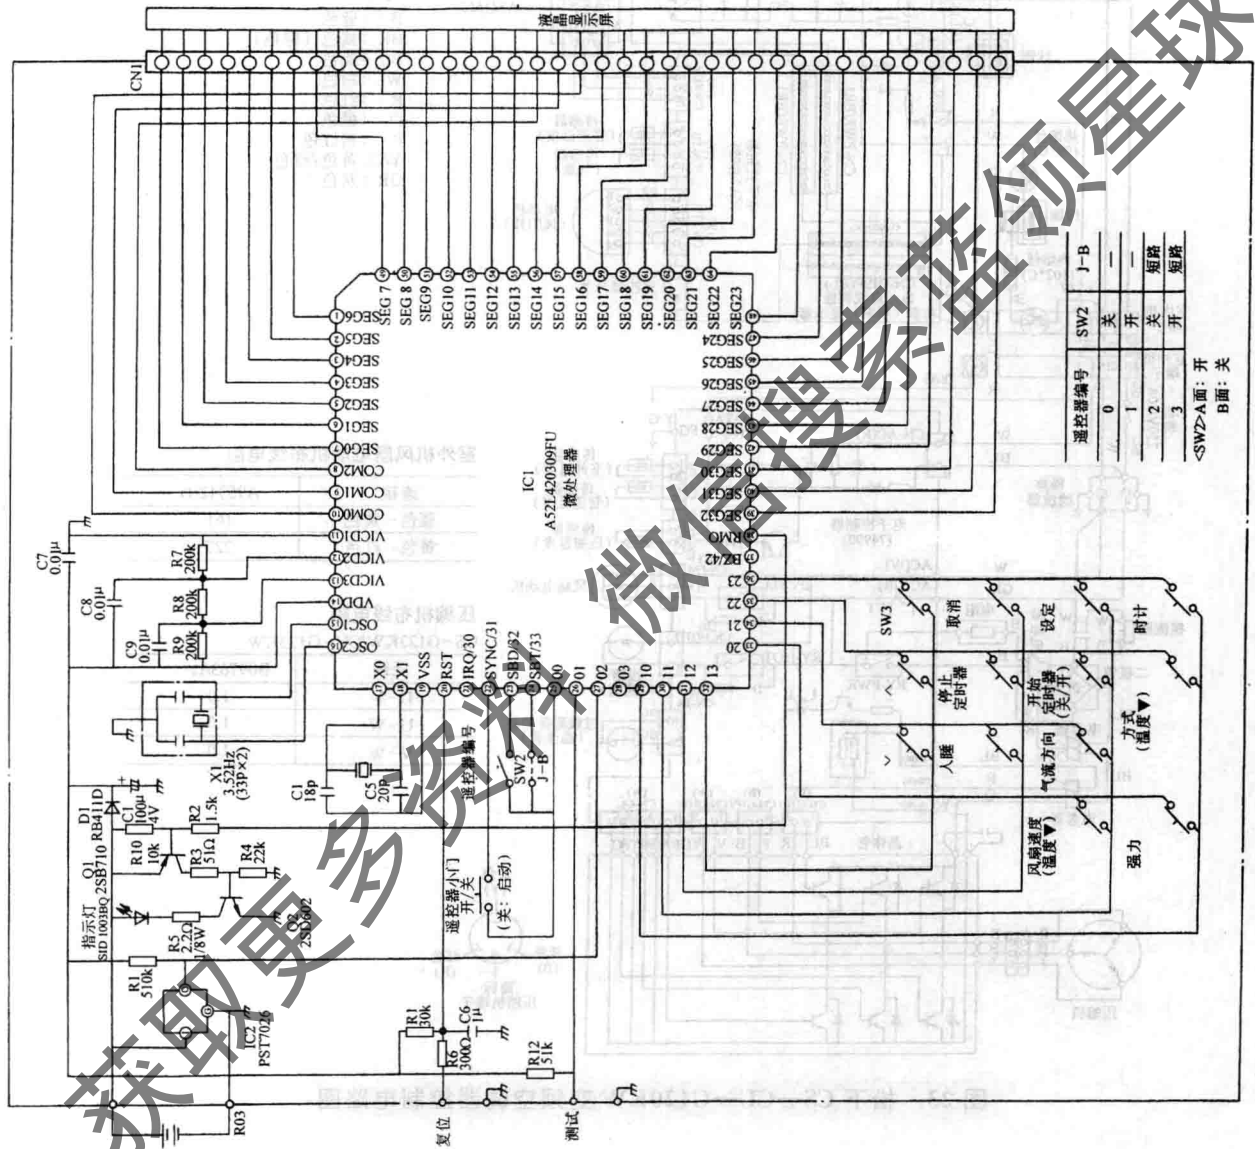 液晶显示屏
CN1
SEG 7
SEG 8
SEG9
SEG10
SEG11
SEG12
SEG13
SEG14
SEG15
SEG16
SEG17
SEG18
SEG19
SEG20
SEG21
SEG22
SEG23
SEG6
SEG5
SEG4
SEG3
SEG2
SEG1
SEG0
COM2
COM1
COM0
VICD1
VICD2
VICD3
VDD
OSC1
OSC2
SEG24
SEG25
SEG26
SEG27
SEG28
SEG29
SEG30
SEG31
SEG32
RMO
BZ/42
23
22
21
20
IC1
A52L420309FU
微处理器
X0
X1
VSS
RST
IRQ/30
SYNC/31
SBD/32
SBT/33
00
01
02
03
10
11
12
13
C7
0.01μ
C8
0.01μ
C9
0.01μ
R7
200k
R8
200k
R9
200k
X1
3.52Hz
(33P×2)
C1
18p
C5
20p
D1
RB411D
C1
100μ
4V
R10
10k
R2
1.5k
Q1
2SB710
R3
51Ω
R4
22k
Q2
2SD602
指示灯
SID 1003BQ
R5
2.2Ω
1/8W
R1
510k
IC2
PST7026
R03
R1
30k
R6
300Ω
C6
1μ
R12
51k
复位
测试
遥控器编号
SW2
J-B
遥控器小门
开/关
(关：启动)
SW3
取消
设定
时计
停止
定时器
开始
定时器
(关/开)
方式
(温度▼)
入睡
气流方向
风扇速度
(温度▼)
强力
遥控器编号 SW2 J-B
0 关 —
1 开 —
2 关 短路
3 开 短路
<SW2>A面：开
B面：关
获取更多资料 微信搜索蓝领星球